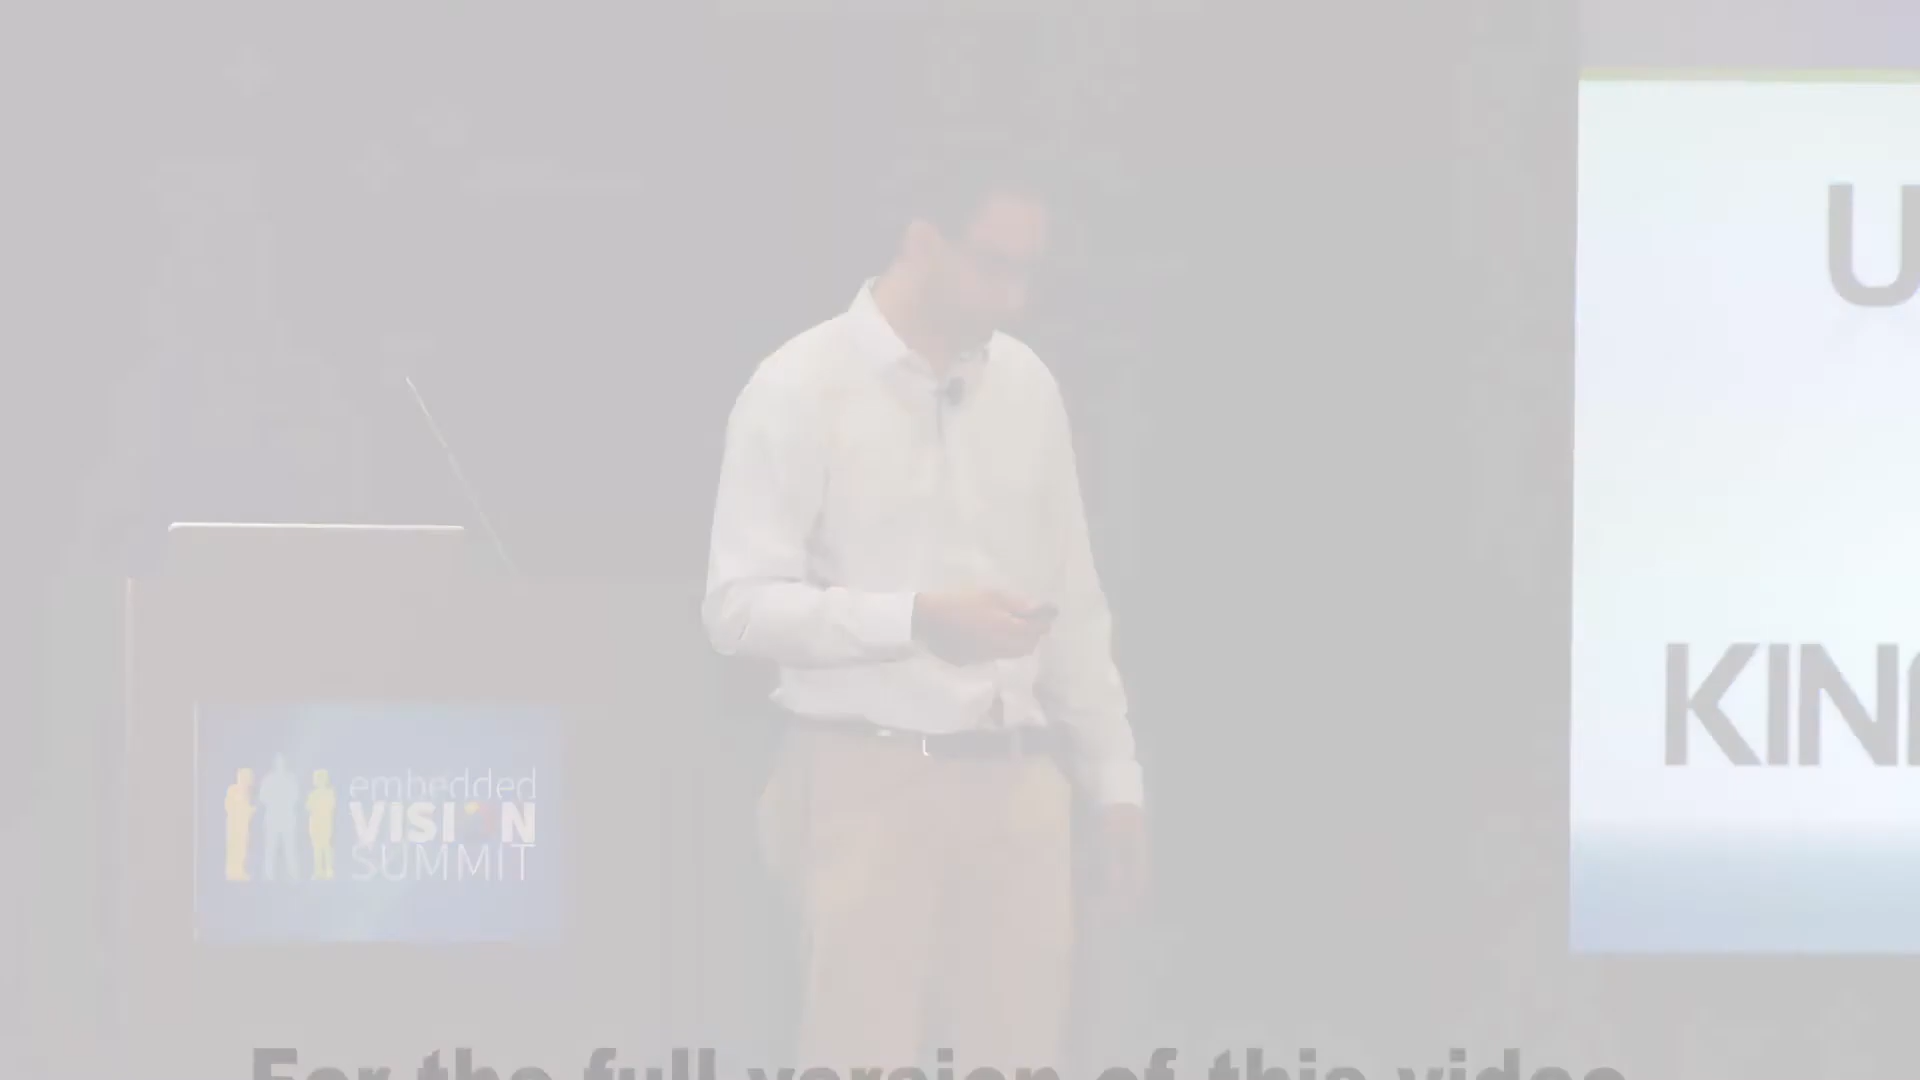 U
KIN
embedded
VISION
SUMMIT
For the full version of this video